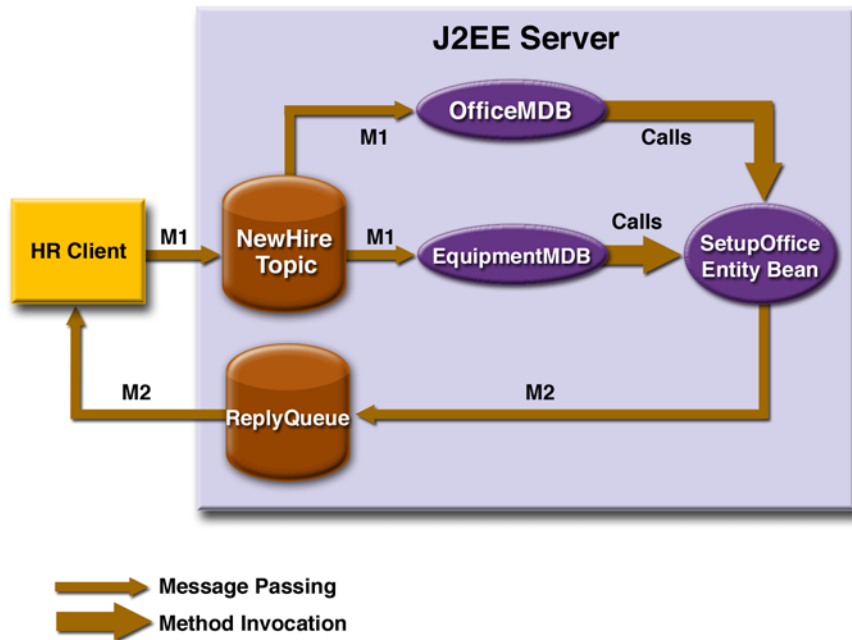 J2EE Server
OfficeMDB
M1
Calls
HR Client
M1
NewHire
Topic
M1
EquipmentMDB
Calls
SetupOffice
Entity Bean
M2
ReplyQueue
M2
Message Passing
Method Invocation